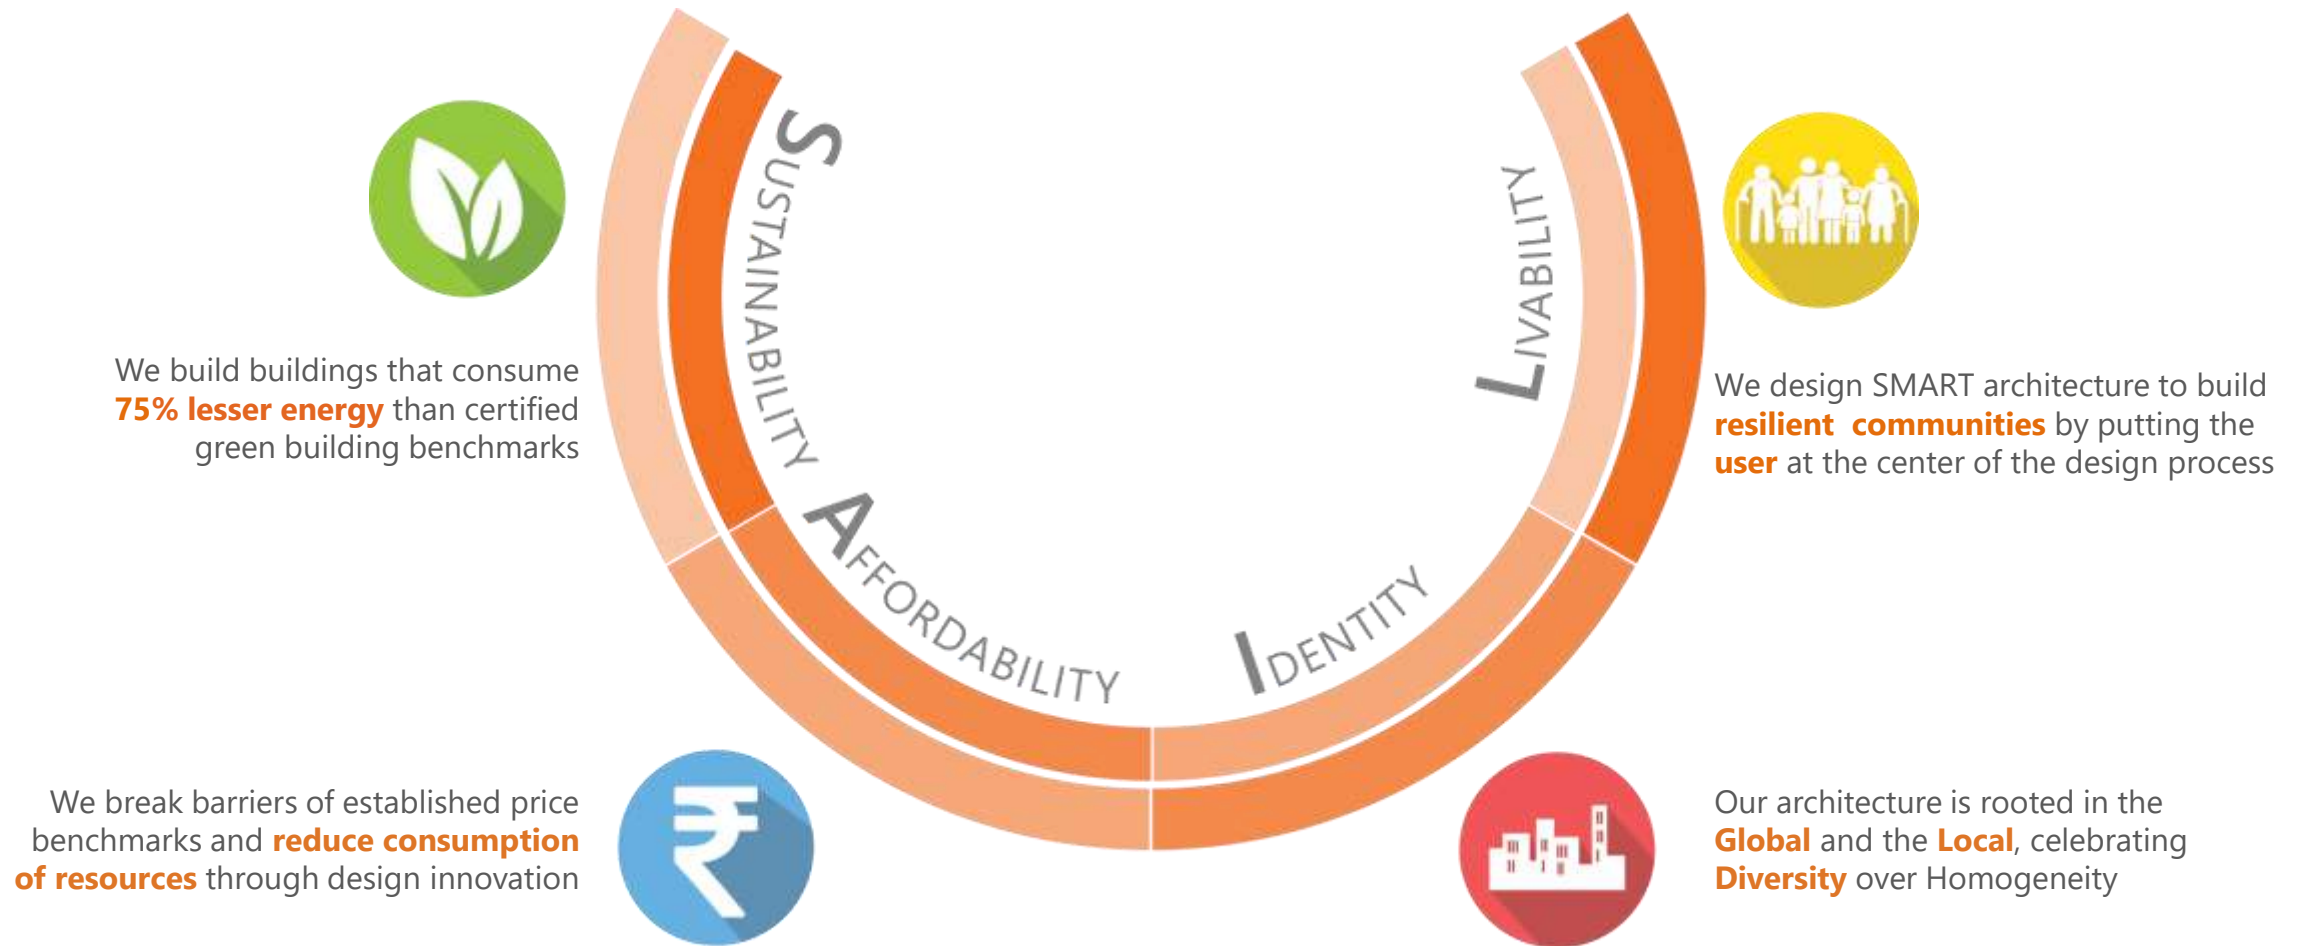 SUSTAINABILITY
We build buildings that consume
75% lesser energy than certified
green building benchmarks
AFFORDABILITY
We break barriers of established price
benchmarks and reduce consumption
of resources through design innovation
IDENTITY
Our architecture is rooted in the
Global and the Local, celebrating
Diversity over Homogeneity
LIVABILITY
We design SMART architecture to build
resilient communities by putting the
user at the center of the design process
₹